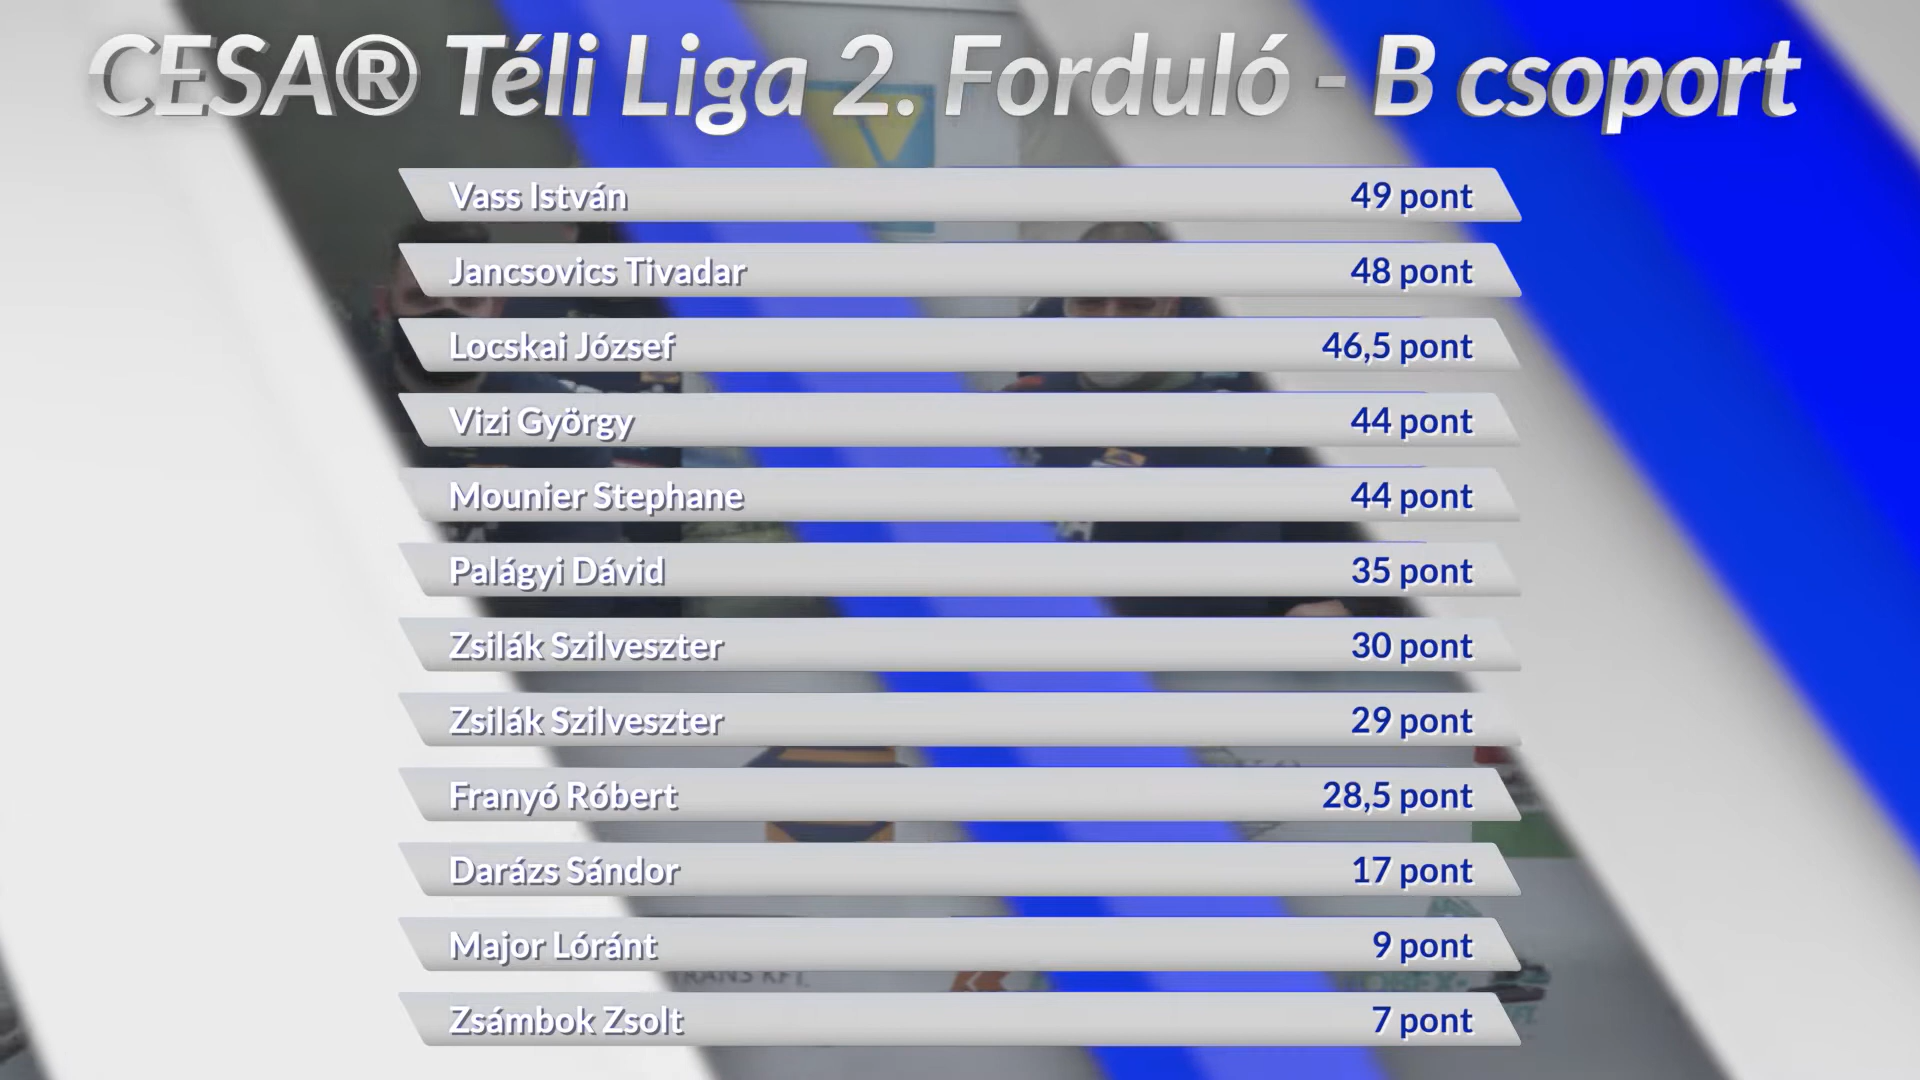 CESA® Téli Liga 2. Forduló - B csoport
Vass István 49 pont
Jancsovics Tivadar 48 pont
Locskai József 46,5 pont
Vizi György 44 pont
Mounier Stephane 44 pont
Palágyi Dávid 35 pont
Zsilák Szilveszter 30 pont
Zsilák Szilveszter 29 pont
Franyó Róbert 28,5 pont
Darázs Sándor 17 pont
Major Lóránt 9 pont
TRANS KFT.
Zsámbok Zsolt 7 pont